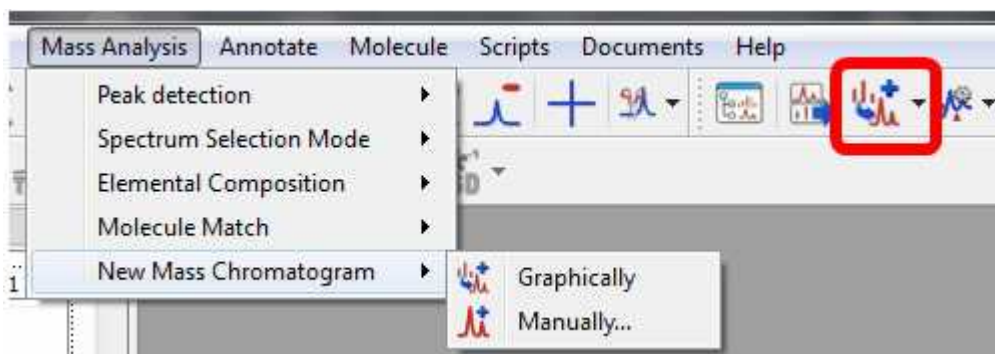 Mass Analysis Annotate Molecule Scripts Documents Help
Peak detection
Spectrum Selection Mode
Elemental Composition
Molecule Match
New Mass Chromatogram
Graphically
Manually...
1